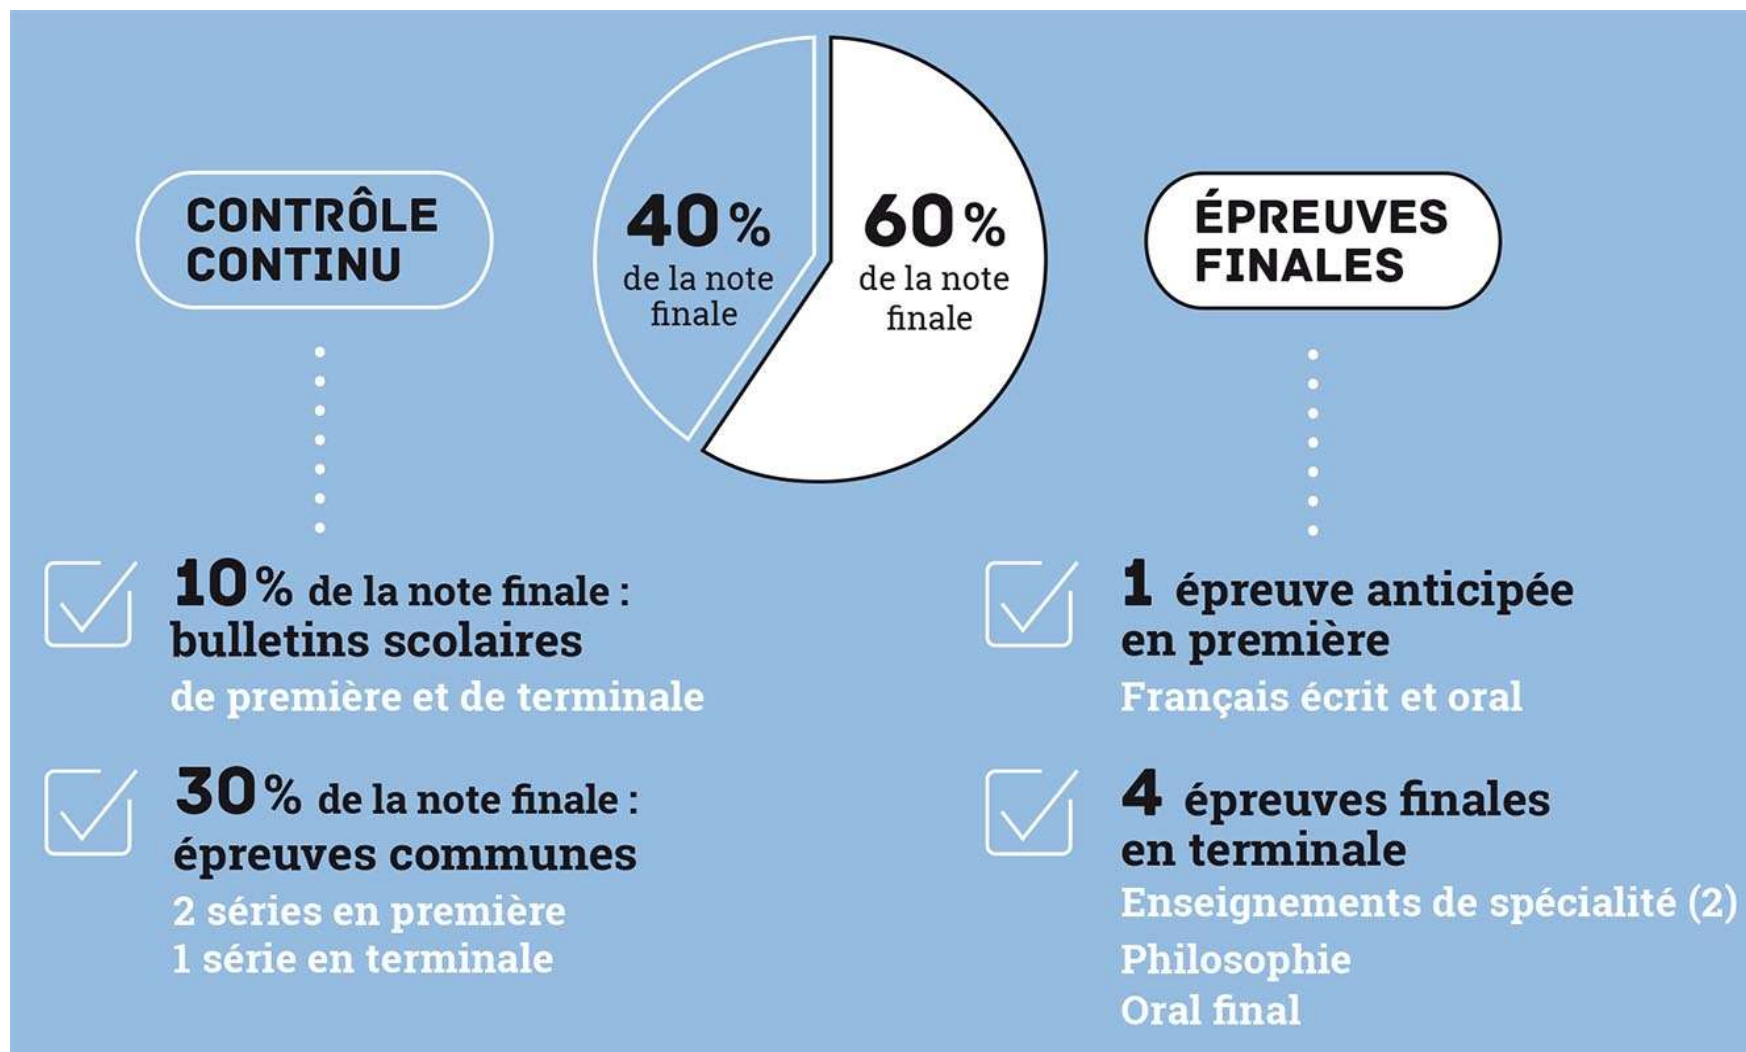 CONTRÔLE
CONTINU
40%
de la note
finale
60%
de la note
finale
ÉPREUVES
FINALES
10% de la note finale :
bulletins scolaires
de première et de terminale
30% de la note finale :
épreuves communes
2 séries en première
1 série en terminale
1 épreuve anticipée
en première
Français écrit et oral
4 épreuves finales
en terminale
Enseignements de spécialité (2)
Philosophie
Oral final